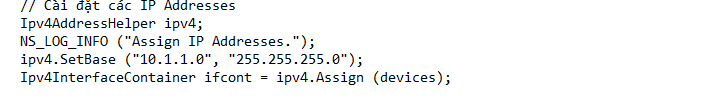 // Cài đặt các IP Addresses
Ipv4AddressHelper ipv4;
NS_LOG_INFO ("Assign IP Addresses.");
ipv4.SetBase ("10.1.1.0", "255.255.255.0");
Ipv4InterfaceContainer ifcont = ipv4.Assign (devices);